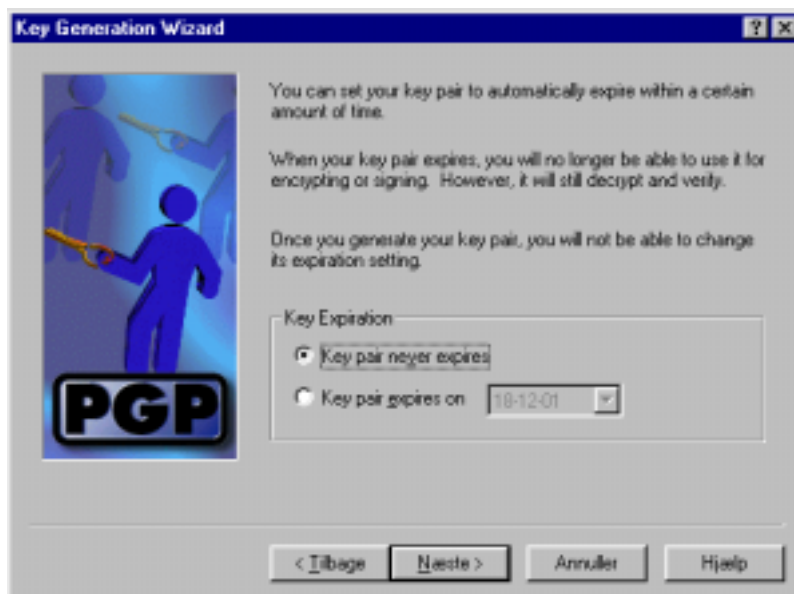 Key Generation Wizard
You can set your key pair to automatically expire within a certain
amount of time.
When your key pair expires, you will no longer be able to use it for
encrypting or signing. However, it will still decrypt and verify.
Once you generate your key pair, you will not be able to change
its expiration setting.
Key Expiration
Key pair never expires
Key pair expires on
18-12-01
PGP
< Tilbage
Næste >
Annuller
Hjælp